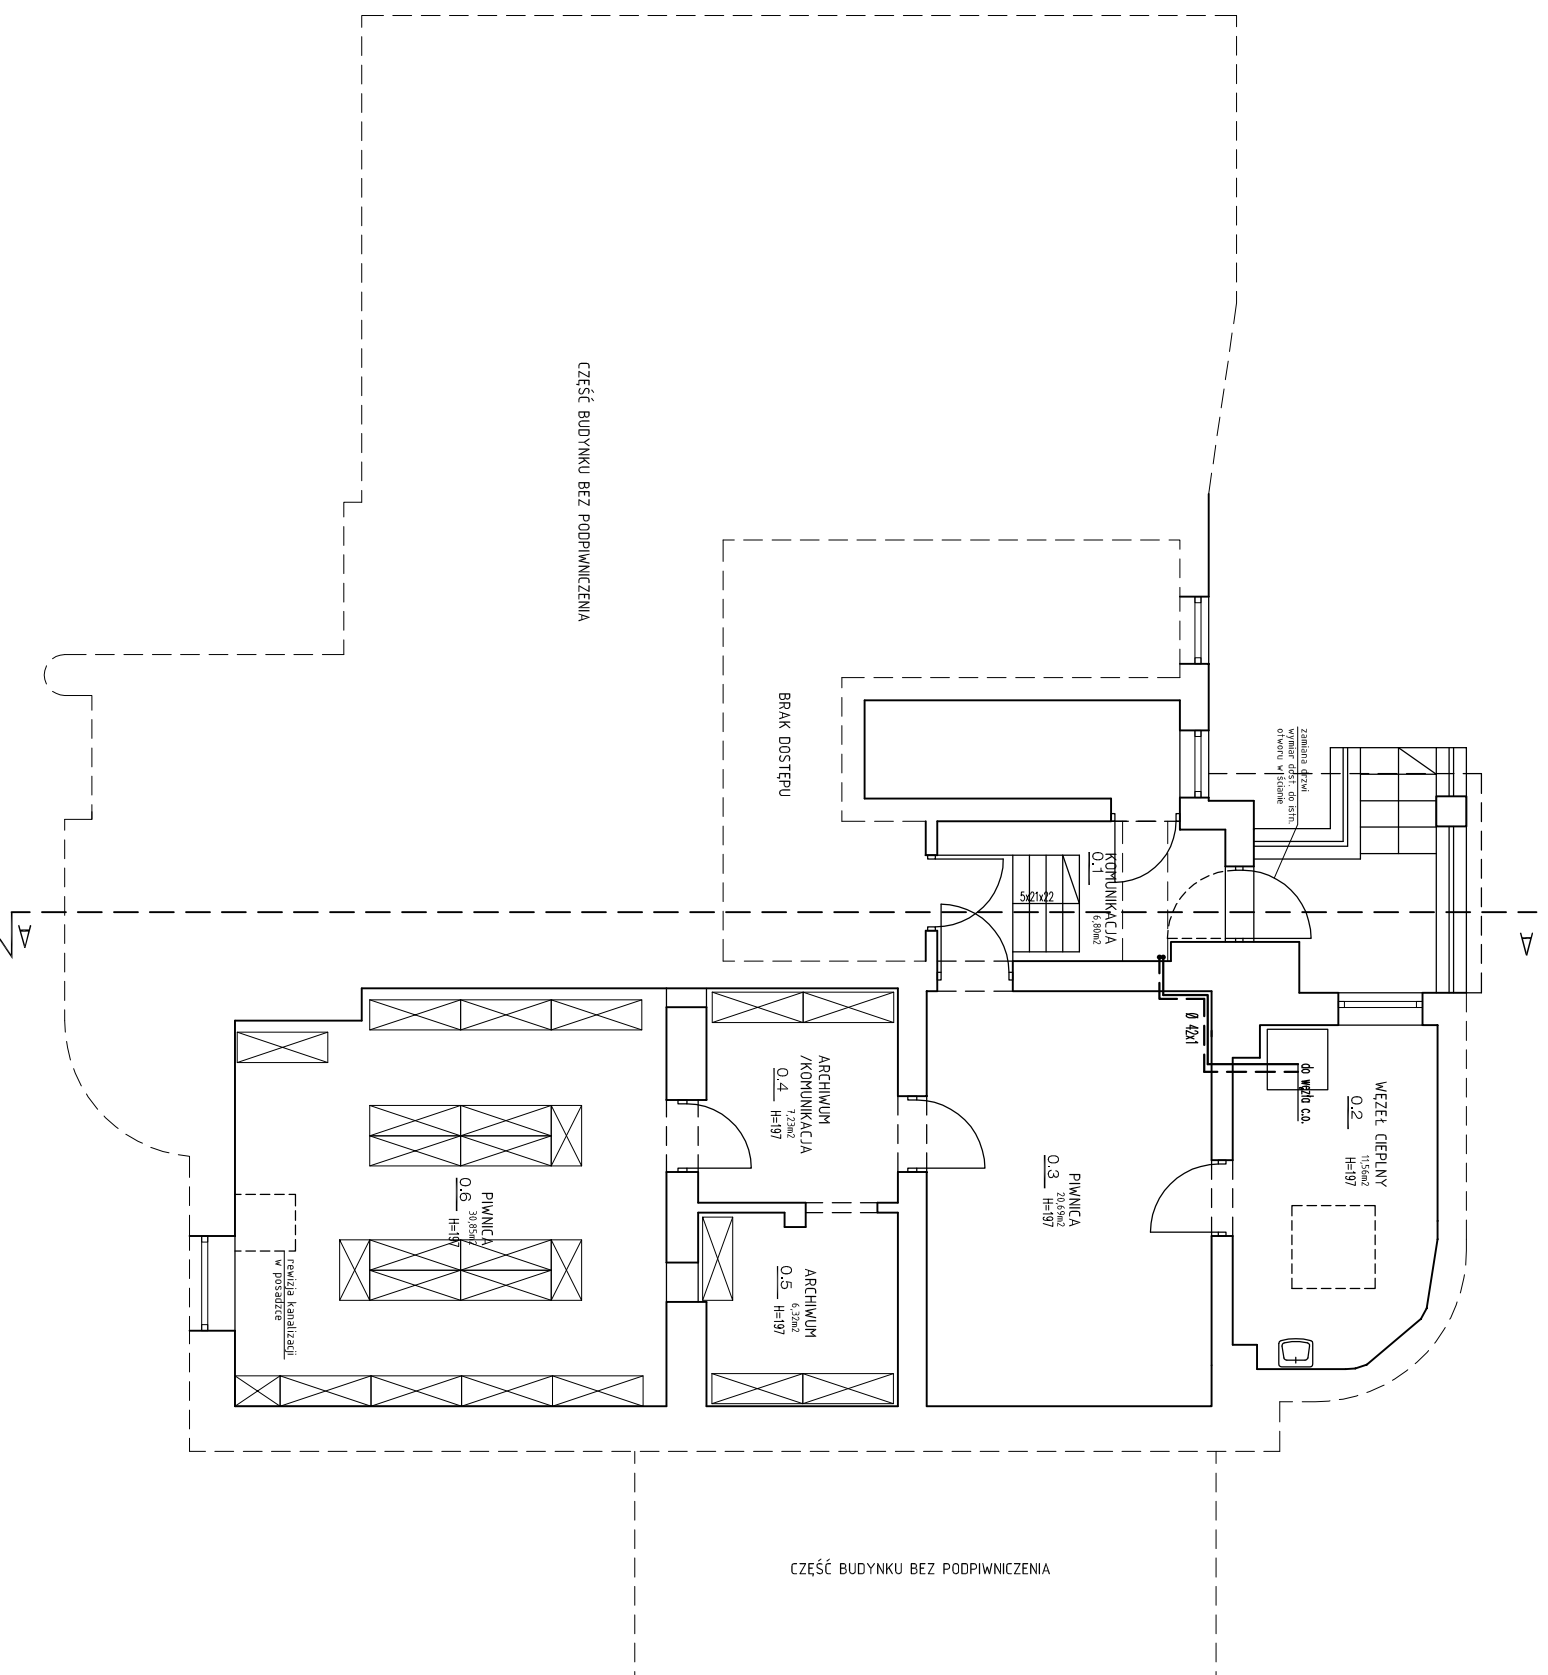 CZĘŚĆ BUDYNKU BEZ PODPIWNICZENIA
BRAK DOSTĘPU
zamiana drzwi
wymiar dost. do istn.
otworu w ścianie
KOMUNIKACJA
0.1
6,80m2
5x21x22
A
A
Ø 42x1
do węzła c.o.
WĘZEŁ CIEPLNY
0.2
11,56m2
H=197
PIWNICA
0.3
20,69m2
H=197
ARCHIWUM
/KOMUNIKACJA
0.4
7,23m2
H=197
ARCHIWUM
0.5
6,32m2
H=197
PIWNICA
0.6
30,85m2
H=197
rewizja kanalizacji
w posadzce
CZĘŚĆ BUDYNKU BEZ PODPIWNICZENIA